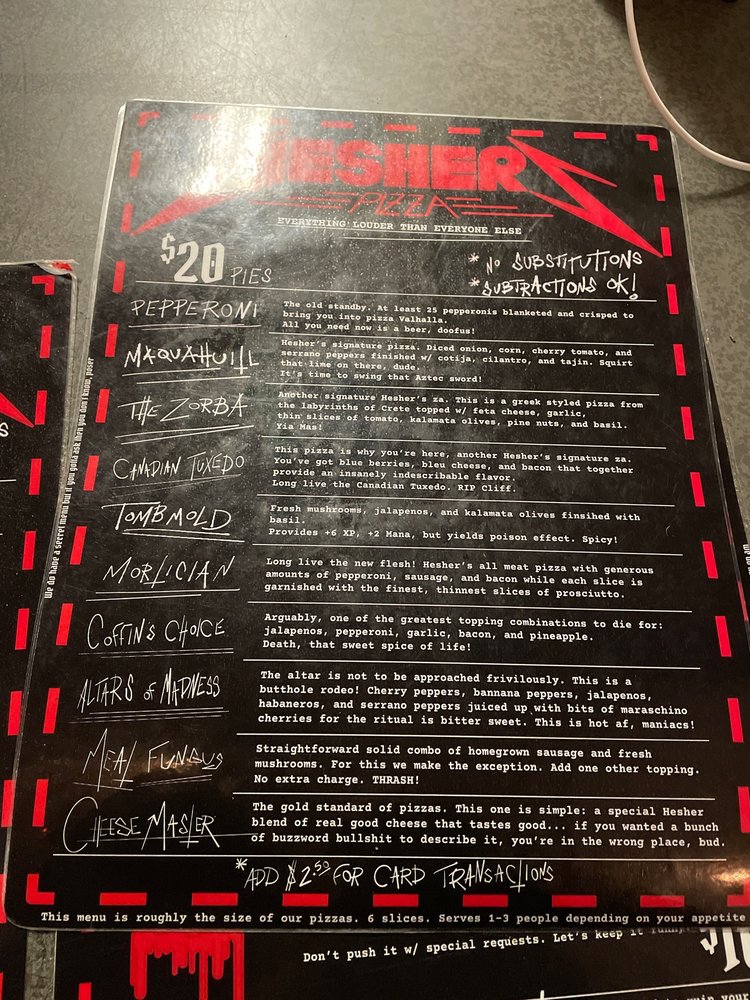 HESHER'S
PIZZA
EVERYTHING LOUDER THAN EVERYONE ELSE
$20 PIES
* NO SUBSTITUTIONS
* SUBTRACTIONS OK!
PEPPERONI
The old standby. At least 25 pepperonis blanketed and crisped to
bring you into pizza Valhalla.
All you need now is a beer, doofus!
MAQUAHUITL
Hesher's signature pizza. Diced onion, corn, cherry tomato, and
serrano peppers finished w/ cotija, cilantro, and tajin. Squirt
that lime on there, dude.
It's time to swing that Aztec sword!
THE ZORBA
Another signature Hesher's za. This is a greek styled pizza from
the labyrinths of Crete topped w/ feta cheese, garlic,
thin slices of tomato, kalamata olives, pine nuts, and basil.
Yia Mas!
CANADIAN TUXEDO
This pizza is why you're here, another Hesher's signature za.
You've got blue berries, bleu cheese, and bacon that together
provide an insanely indescribable flavor.
Long live the Canadian Tuxedo. RIP Cliff.
TOMB MOLD
Fresh mushrooms, jalapenos, and kalamata olives finsihed with
basil.
Provides +6 XP, +2 Mana, but yields poison effect. Spicy!
MORTICIAN
Long live the new flesh! Hesher's all meat pizza with generous
amounts of pepperoni, sausage, and bacon while each slice is
garnished with the finest, thinnest slices of prosciutto.
COFFIN'S CHOICE
Arguably, one of the greatest topping combinations to die for:
jalapenos, pepperoni, garlic, bacon, and pineapple.
Death, that sweet spice of life!
ALTARS OF MADNESS
The altar is not to be approached frivilously. This is a
butthole rodeo! Cherry peppers, bannana peppers, jalapenos,
habaneros, and serrano peppers juiced up with bits of maraschino
cherries for the ritual is bitter sweet. This is hot af, maniacs!
MEAT FUNGUS
Straightforward solid combo of homegrown sausage and fresh
mushrooms. For this we make the exception. Add one other topping.
No extra charge. THRASH!
CHEESE MASTER
The gold standard of pizzas. This one is simple: a special Hesher
blend of real good cheese that tastes good... if you wanted a bunch
of buzzword bullshit to describe it, you're in the wrong place, bud.
*ADD $2.50 FOR CARD TRANSACTIONS
This menu is roughly the size of our pizzas. 6 slices. Serves 1-3 people depending on your appetite
We do have a secret menu but if you gotta ask then you don't know, poser
Don't push it w/ special requests. Let's keep it